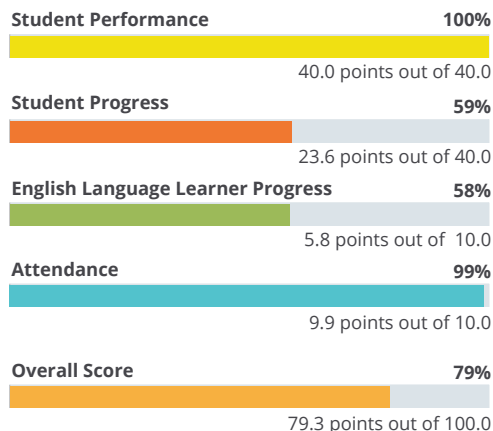 Student Performance 100%
40.0 points out of 40.0
Student Progress 59%
23.6 points out of 40.0
English Language Learner Progress 58%
5.8 points out of 10.0
Attendance 99%
9.9 points out of 10.0
Overall Score 79%
79.3 points out of 100.0